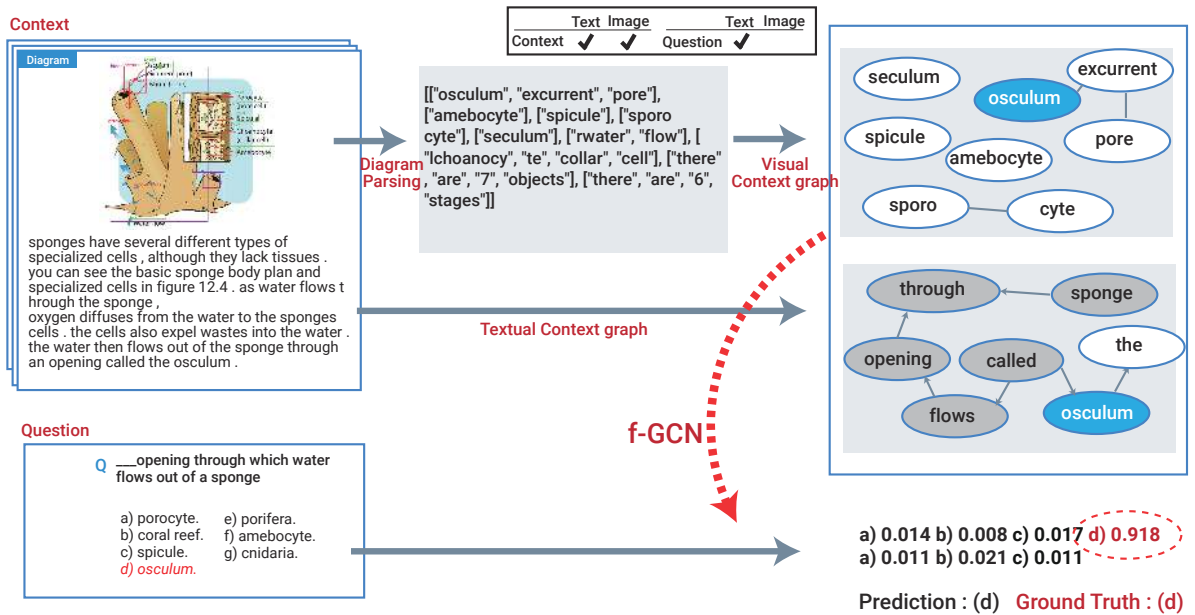 Context
Diagram
Text Image Text Image
Context ✓ ✓ Question ✓
Osculum
Porocyte
Spicule
Amebocyte
Water flow
sponges have several different types of
specialized cells , although they lack tissues .
you can see the basic sponge body plan and
specialized cells in figure 12.4 . as water flows t
hrough the sponge ,
oxygen diffuses from the water to the sponges
cells . the cells also expel wastes into the water .
the water then flows out of the sponge through
an opening called the osculum .
Diagram
Parsing
[["osculum", "excurrent", "pore"],
["amebocyte"], ["spicule"], ["sporo
cyte"], ["seculum"], ["rwater", "flow"], [
"lchoanocy", "te", "collar", "cell"], ["there"
, "are", "7", "objects"], ["there", "are", "6",
"stages"]]
Visual
Context graph
seculum
osculum
excurrent
spicule
amebocyte
pore
sporo
cyte
Textual Context graph
through
sponge
opening
called
the
flows
osculum
f-GCN
Question
Q ___opening through which water
flows out of a sponge
a) porocyte. e) porifera.
b) coral reef. f) amebocyte.
c) spicule. g) cnidaria.
d) osculum.
a) 0.014 b) 0.008 c) 0.017 d) 0.918
a) 0.011 b) 0.021 c) 0.011
Prediction : (d) Ground Truth : (d)